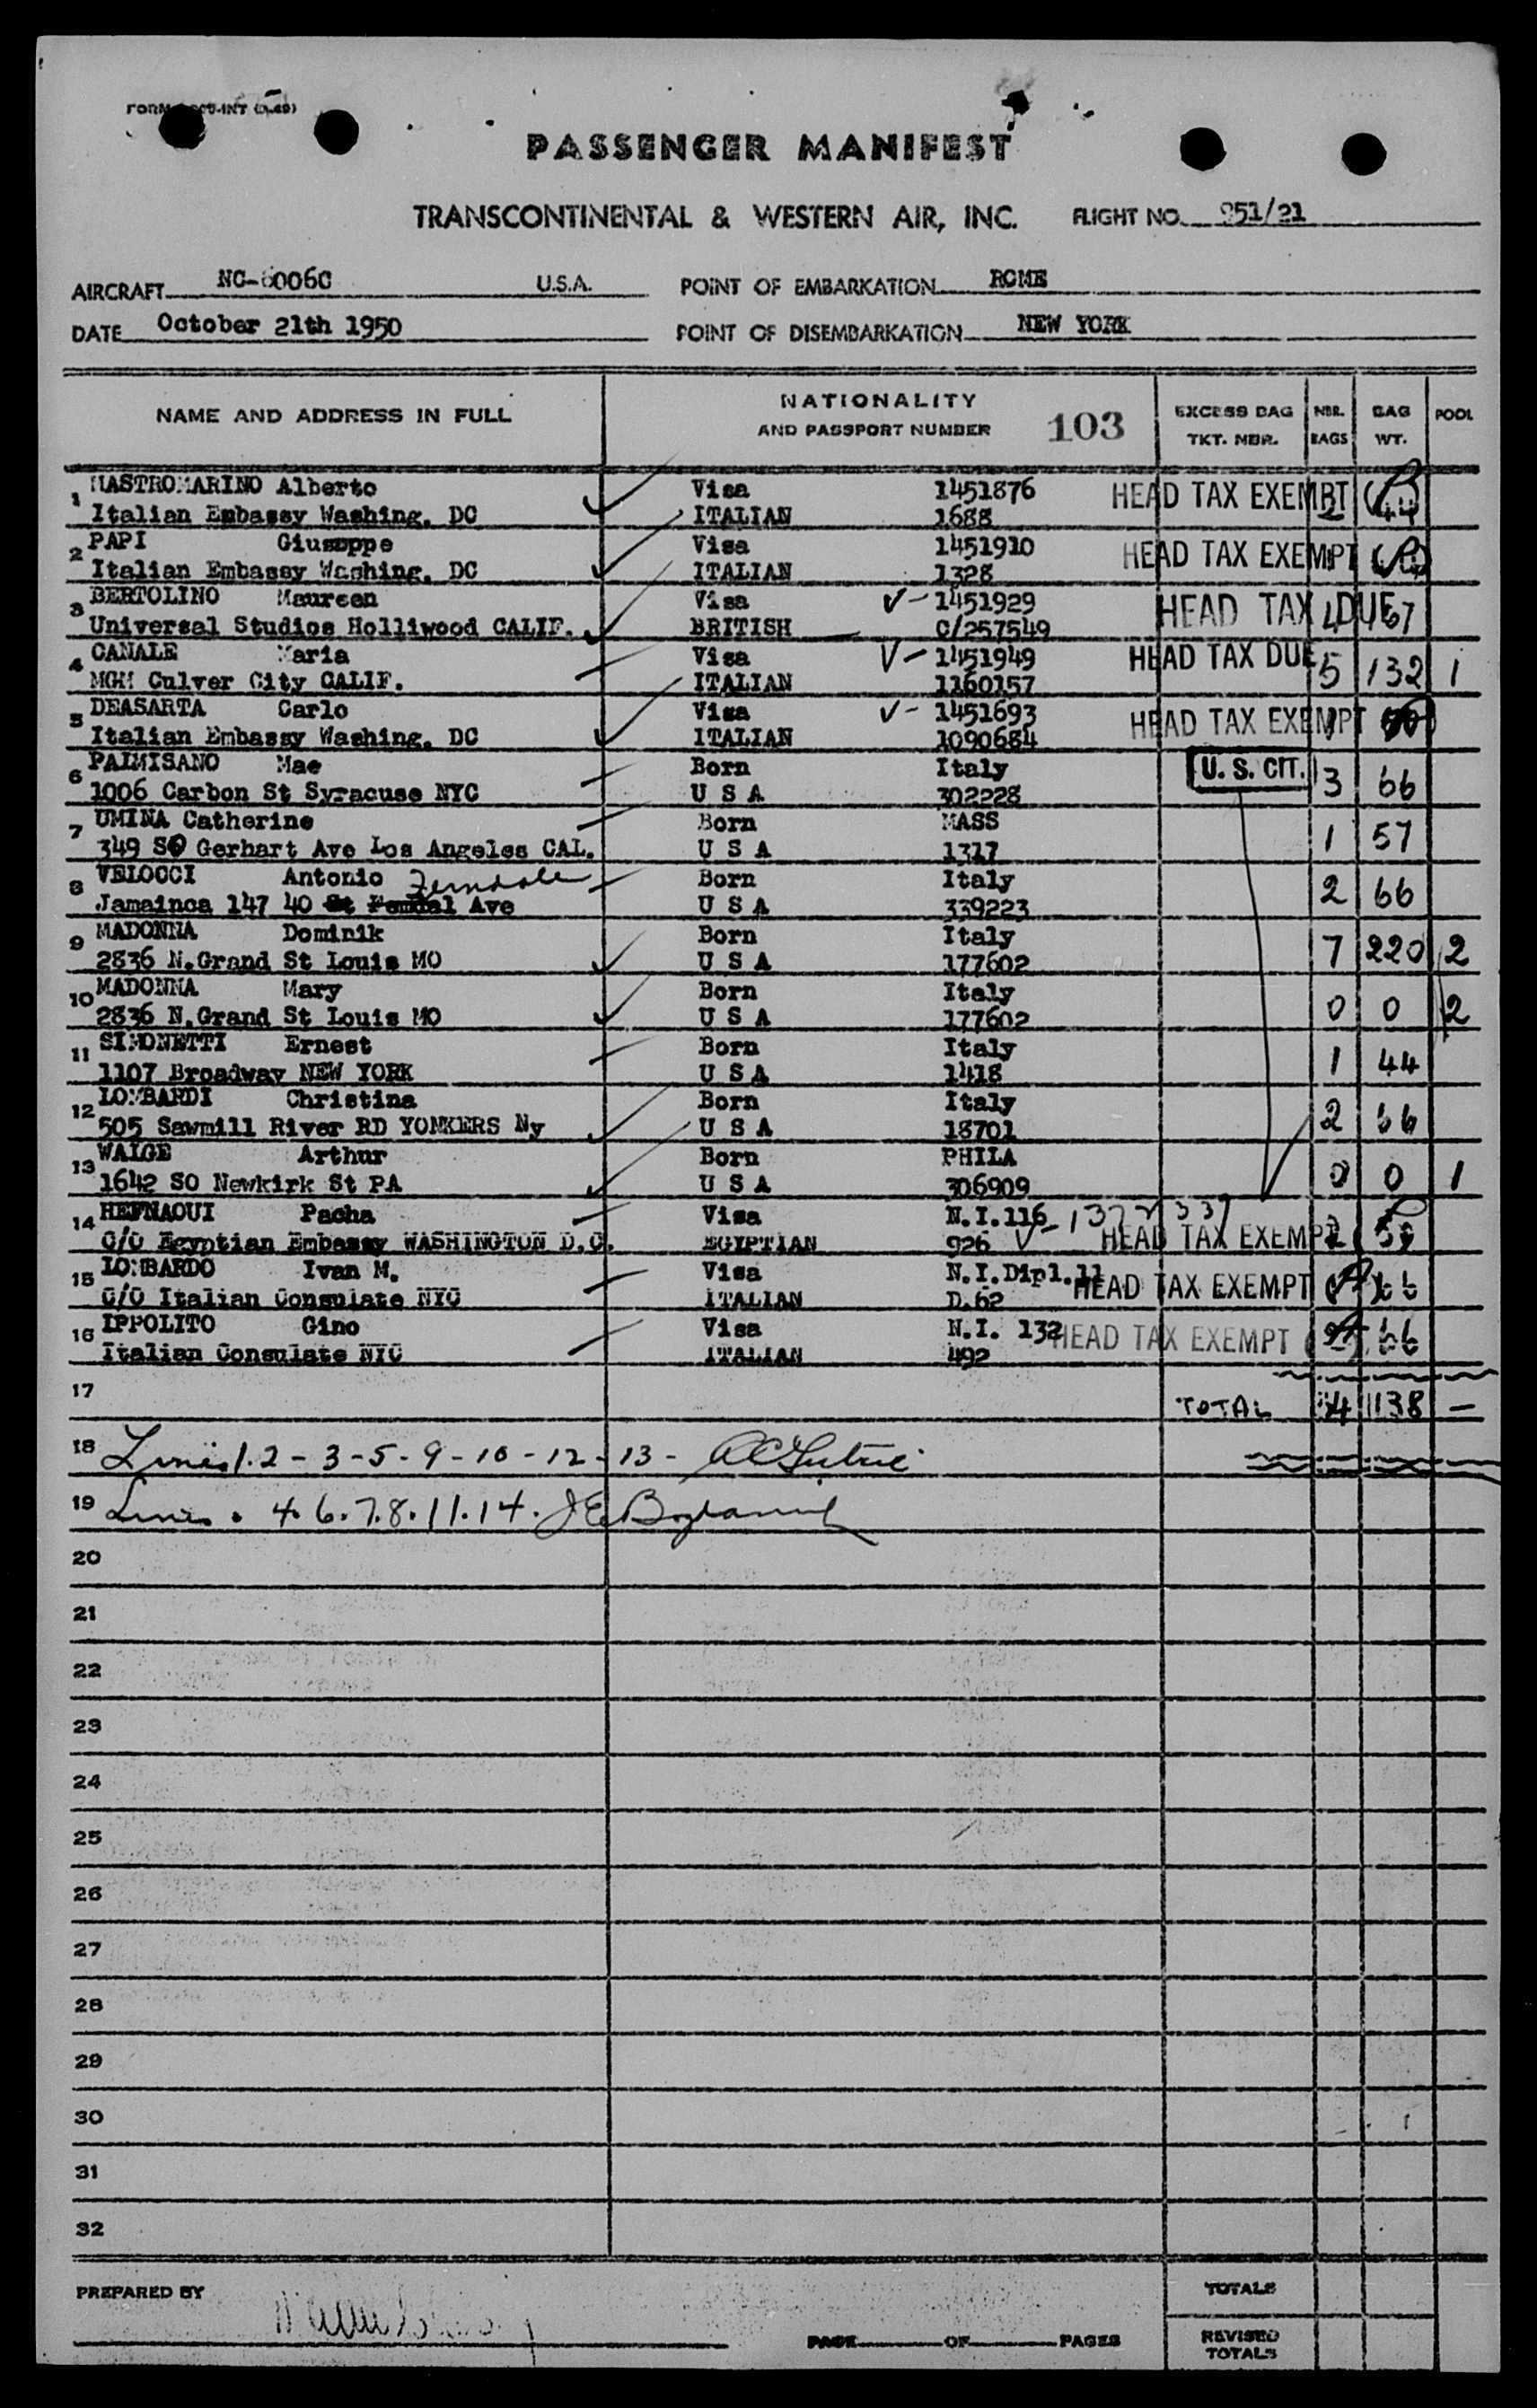 PASSENGER MANIFEST
TRANSCONTINENTAL & WESTERN AIR, INC. FLIGHT NO. 951/21
AIRCRAFT NC-6006C U.S.A. POINT OF EMBARKATION ROME
DATE October 21th 1950 POINT OF DISEMBARKATION NEW YORK
NAME AND ADDRESS IN FULL NATIONALITY AND PASSPORT NUMBER 103 EXCESS BAG TKT. NBR. NBR. BAGS BAG WT. POOL
1 MASTROMARINO Alberto Visa 1451876 HEAD TAX EXEMPT 2 44
Italian Embassy Washing. DC ITALIAN 1688
2 PAPI Giuseppe Visa 1451910 HEAD TAX EXEMPT
Italian Embassy Washing. DC ITALIAN 1328
3 BERTOLINO Maureen Visa 1451929 HEAD TAX DUE 4 67
Universal Studios Holliwood CALIF. BRITISH C/257549
4 CANALE Maria Visa 1451949 HEAD TAX DUE 5 132 1
MGM Culver City CALIF. ITALIAN 1160157
5 DEASARTA Carlo Visa 1451693 HEAD TAX EXEMPT
Italian Embassy Washing. DC ITALIAN 1090684
6 PALMISANO Mae Born Italy U. S. CIT. 3 66
1006 Carbon St Syracuse NYC U S A 302228
7 UMINA Catherine Born MASS 1 57
349 SO Gerhart Ave Los Angeles CAL. U S A 1317
8 VELOCCI Antonio Ferndale Born Italy 2 66
Jamainca 147 40 St Femdal Ave U S A 339223
9 MADONNA Dominik Born Italy 7 220 2
2836 N.Grand St Louis MO U S A 177602
10 MADONNA Mary Born Italy 0 0 2
2836 N.Grand St Louis MO U S A 177602
11 SIMONETTI Ernest Born Italy 1 44
1107 Broadway NEW YORK U S A 1418
12 LOMBARDI Christina Born Italy 2 66
505 Sawmill River RD YONKERS Ny U S A 18701
13 WAIGE Arthur Born PHILA 0 0 1
1642 SO Newkirk St PA U S A 306909
14 HEFNAOUI Pacha Visa N.I.116 HEAD TAX EXEMPT 2
C/O Egyptian Embassy WASHINGTON D.C. EGYPTIAN 926
15 LOMBARDO Ivan M. Visa N.I.Dipl.11 HEAD TAX EXEMPT 66
C/O Italian Consulate NYC ITALIAN D.62
16 IPPOLITO Gino Visa N.I. 132 HEAD TAX EXEMPT 66
Italian Consulate NYC ITALIAN 492
17 TOTAL 1138 —
18 Lines 1.2-3-5-9-10-12-13-
19 Lines. 4.6.7.8.11.14.
20
21
22
23
24
25
26
27
28
29
30
31
32
PREPARED BY TOTALS
PAGE OF PAGES REVISED TOTALS